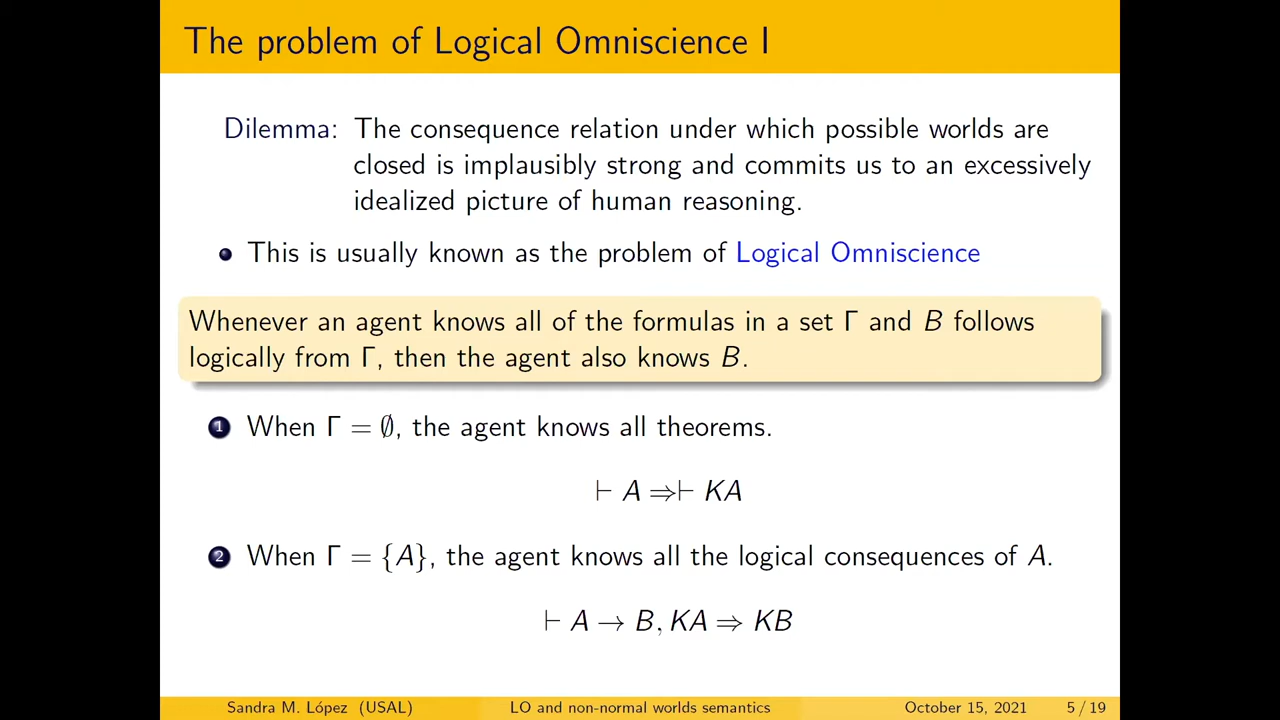 The problem of Logical Omniscience I
Dilemma: The consequence relation under which possible worlds are
closed is implausibly strong and commits us to an excessively
idealized picture of human reasoning.
This is usually known as the problem of Logical Omniscience
Whenever an agent knows all of the formulas in a set Γ and B follows
logically from Γ, then the agent also knows B.
1 When Γ = ∅, the agent knows all theorems.
⊢ A ⇒⊢ KA
2 When Γ = {A}, the agent knows all the logical consequences of A.
⊢ A → B, KA ⇒ KB
Sandra M. López (USAL) LO and non-normal worlds semantics October 15, 2021 5 / 19